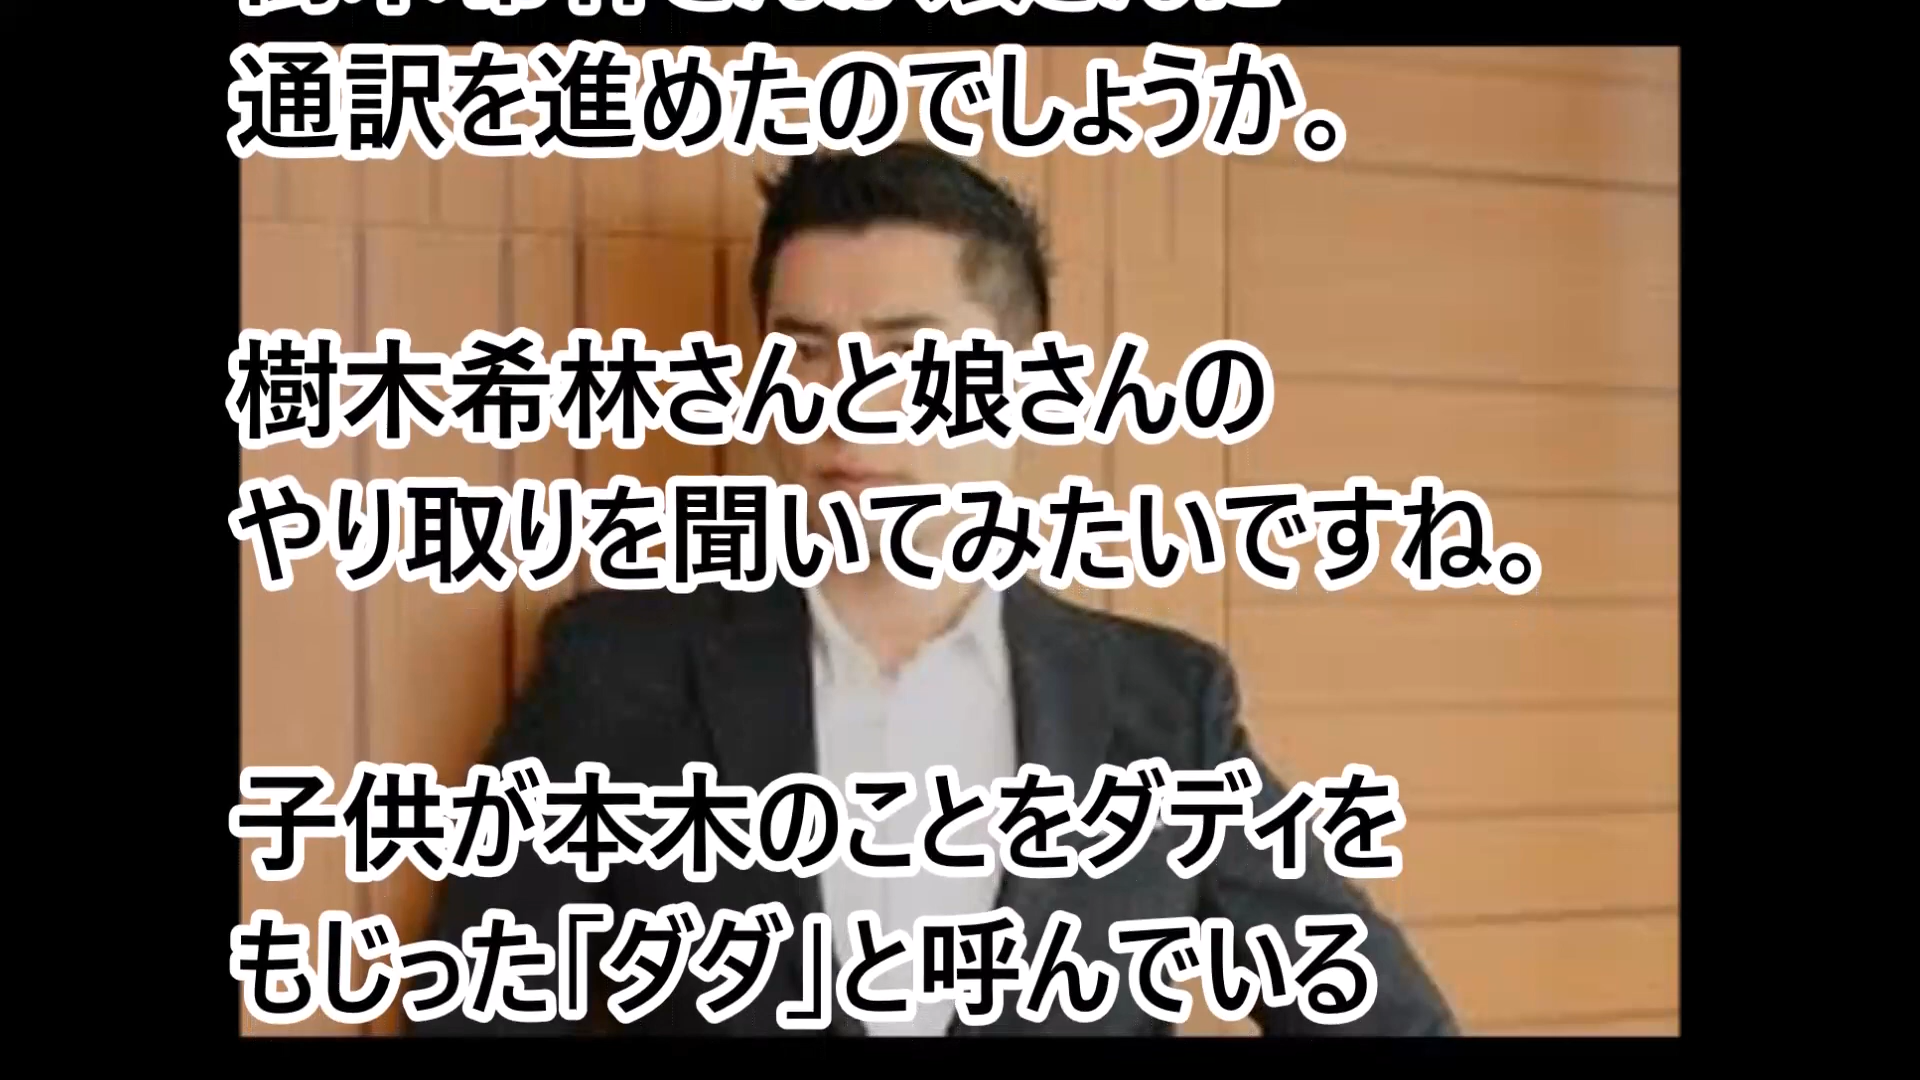 通訳を進めたのでしょうか。
樹木希林さんと娘さんの
やり取りを聞いてみたいですね。
子供が本木のことをダディを
もじった「ダダ」と呼んでいる